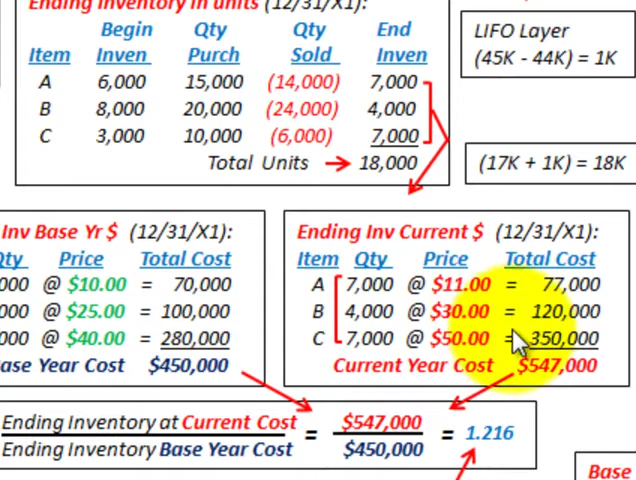 Ending Inventory in units (12/31/X1):
Begin Qty Qty End
Item Inven Purch Sold Inven
A 6,000 15,000 (14,000) 7,000
B 8,000 20,000 (24,000) 4,000
C 3,000 10,000 (6,000) 7,000
Total Units 18,000
LIFO Layer
(45K - 44K) = 1K
(17K + 1K) = 18K
Inv Base Yr $ (12/31/X1):
Qty Price Total Cost
000 @ $10.00 = 70,000
000 @ $25.00 = 100,000
000 @ $40.00 = 280,000
ase Year Cost $450,000
Ending Inv Current $ (12/31/X1):
Item Qty Price Total Cost
A 7,000 @ $11.00 = 77,000
B 4,000 @ $30.00 = 120,000
C 7,000 @ $50.00 = 350,000
Current Year Cost $547,000
Ending Inventory at Current Cost = $547,000 = 1.216
Ending Inventory Base Year Cost $450,000
Base